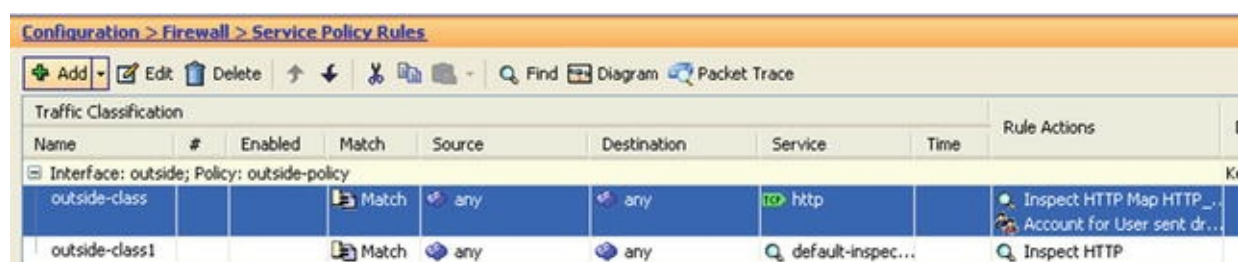 Configuration > Firewall > Service Policy Rules
Add Edit Delete Find Diagram Packet Trace
Traffic Classification
Rule Actions
Name # Enabled Match Source Destination Service Time
Interface: outside; Policy: outside-policy
outside-class Match any any TCP http Inspect HTTP Map HTTP_..
Account for User sent dr...
outside-class1 Match any any default-inspec... Inspect HTTP